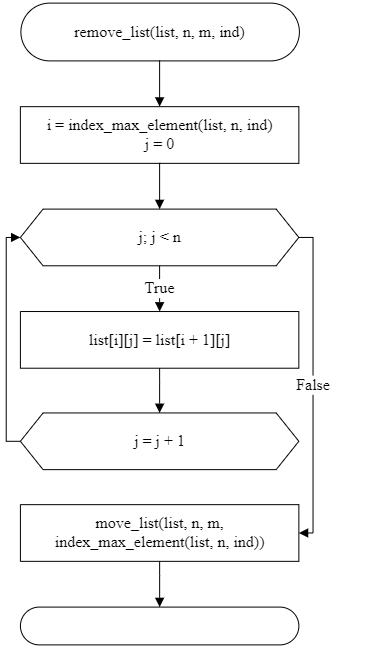 remove_list(list, n, m, ind)
i = index_max_element(list, n, ind)
j = 0
j; j < n
True
list[i][j] = list[i + 1][j]
False
j = j + 1
move_list(list, n, m,
index_max_element(list, n, ind))